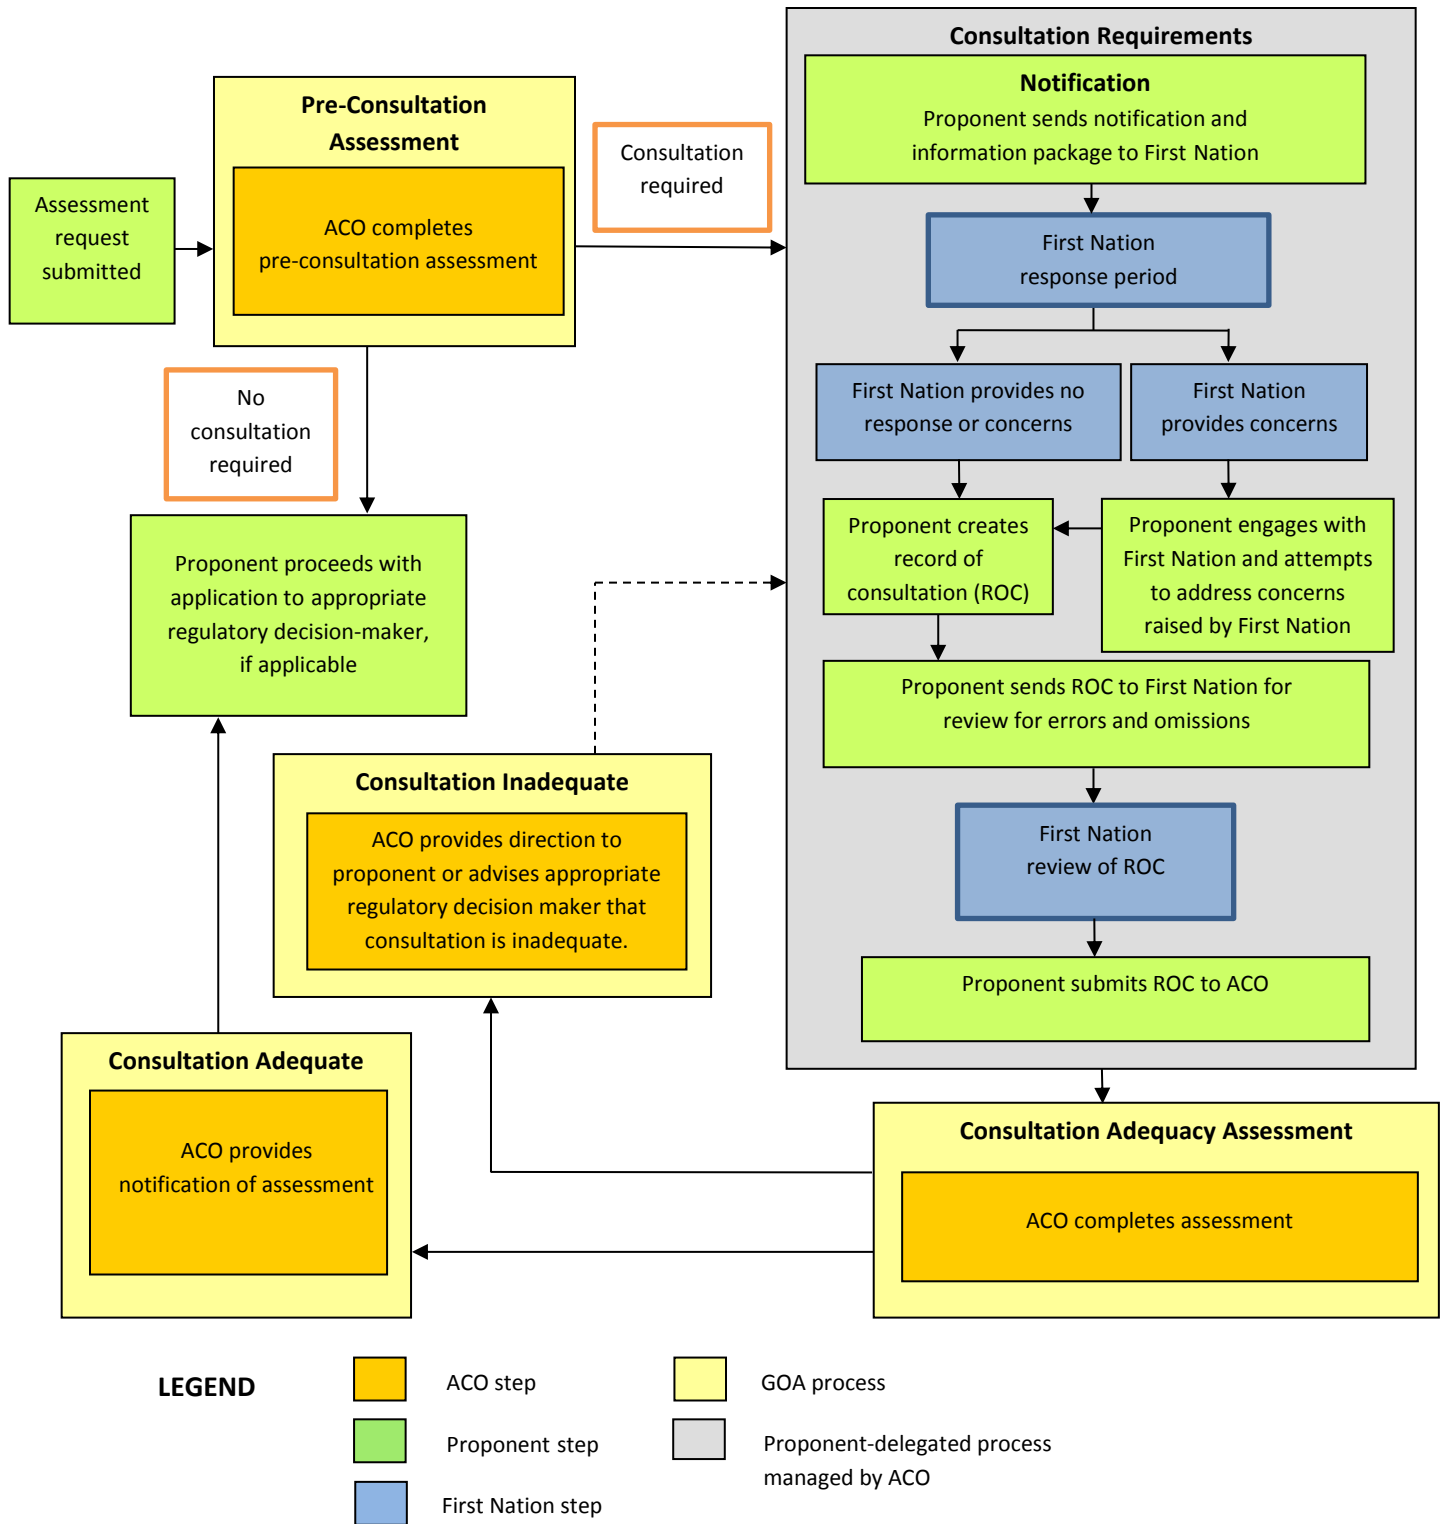 Assessment
request
submitted
Pre-Consultation
Assessment
ACO completes
pre-consultation assessment
Consultation
required
No
consultation
required
Proponent proceeds with
application to appropriate
regulatory decision-maker,
if applicable
Consultation Requirements
Notification
Proponent sends notification and
information package to First Nation
First Nation
response period
First Nation provides no
response or concerns
First Nation
provides concerns
Proponent creates
record of
consultation (ROC)
Proponent engages with
First Nation and attempts
to address concerns
raised by First Nation
Proponent sends ROC to First Nation for
review for errors and omissions
First Nation
review of ROC
Proponent submits ROC to ACO
Consultation Inadequate
ACO provides direction to
proponent or advises appropriate
regulatory decision maker that
consultation is inadequate.
Consultation Adequate
ACO provides
notification of assessment
Consultation Adequacy Assessment
ACO completes assessment
LEGEND
ACO step
Proponent step
First Nation step
GOA process
Proponent-delegated process
managed by ACO